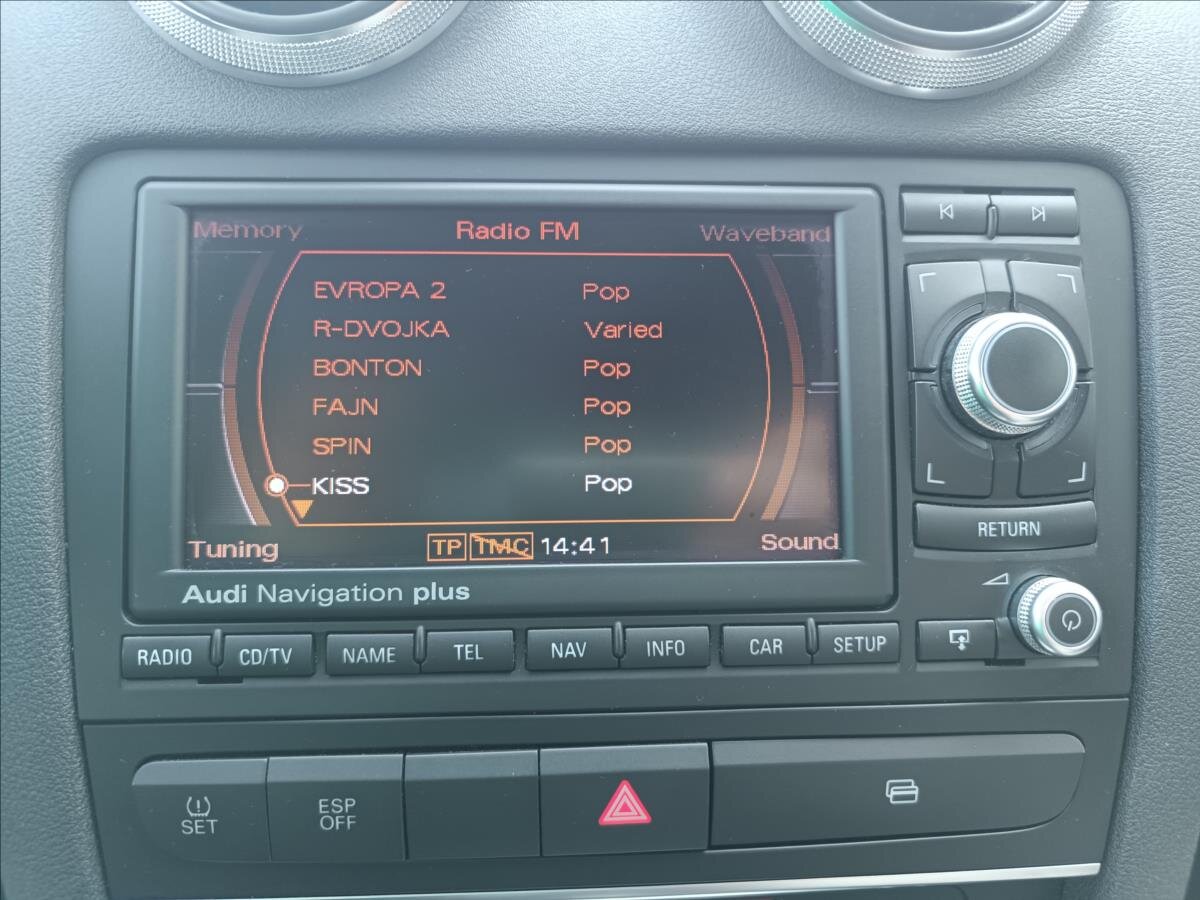 Memory Radio FM Waveband
EVROPA 2 Pop
R-DVOJKA Varied
BONTON Pop
FAJN Pop
SPIN Pop
KISS Pop
Tuning TP TMC 14:41 Sound
Audi Navigation plus
RETURN
RADIO CD/TV NAME TEL NAV INFO CAR SETUP
SET
ESP
OFF